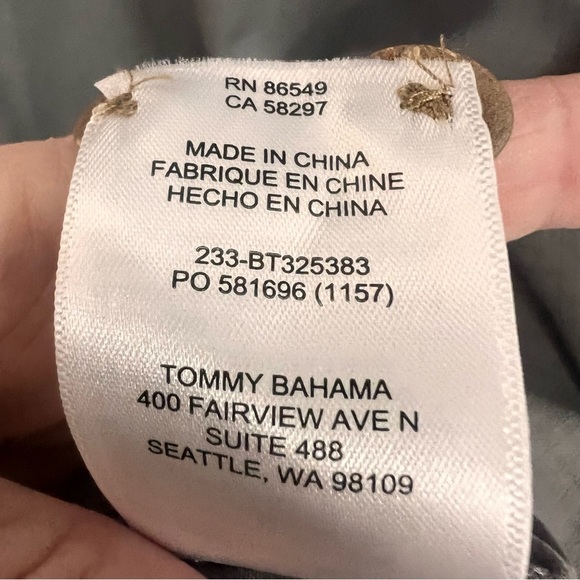 RN 86549
CA 58297
MADE IN CHINA
FABRIQUE EN CHINE
HECHO EN CHINA
233-BT325383
PO 581696 (1157)
TOMMY BAHAMA
400 FAIRVIEW AVE N
SUITE 488
SEATTLE, WA 98109